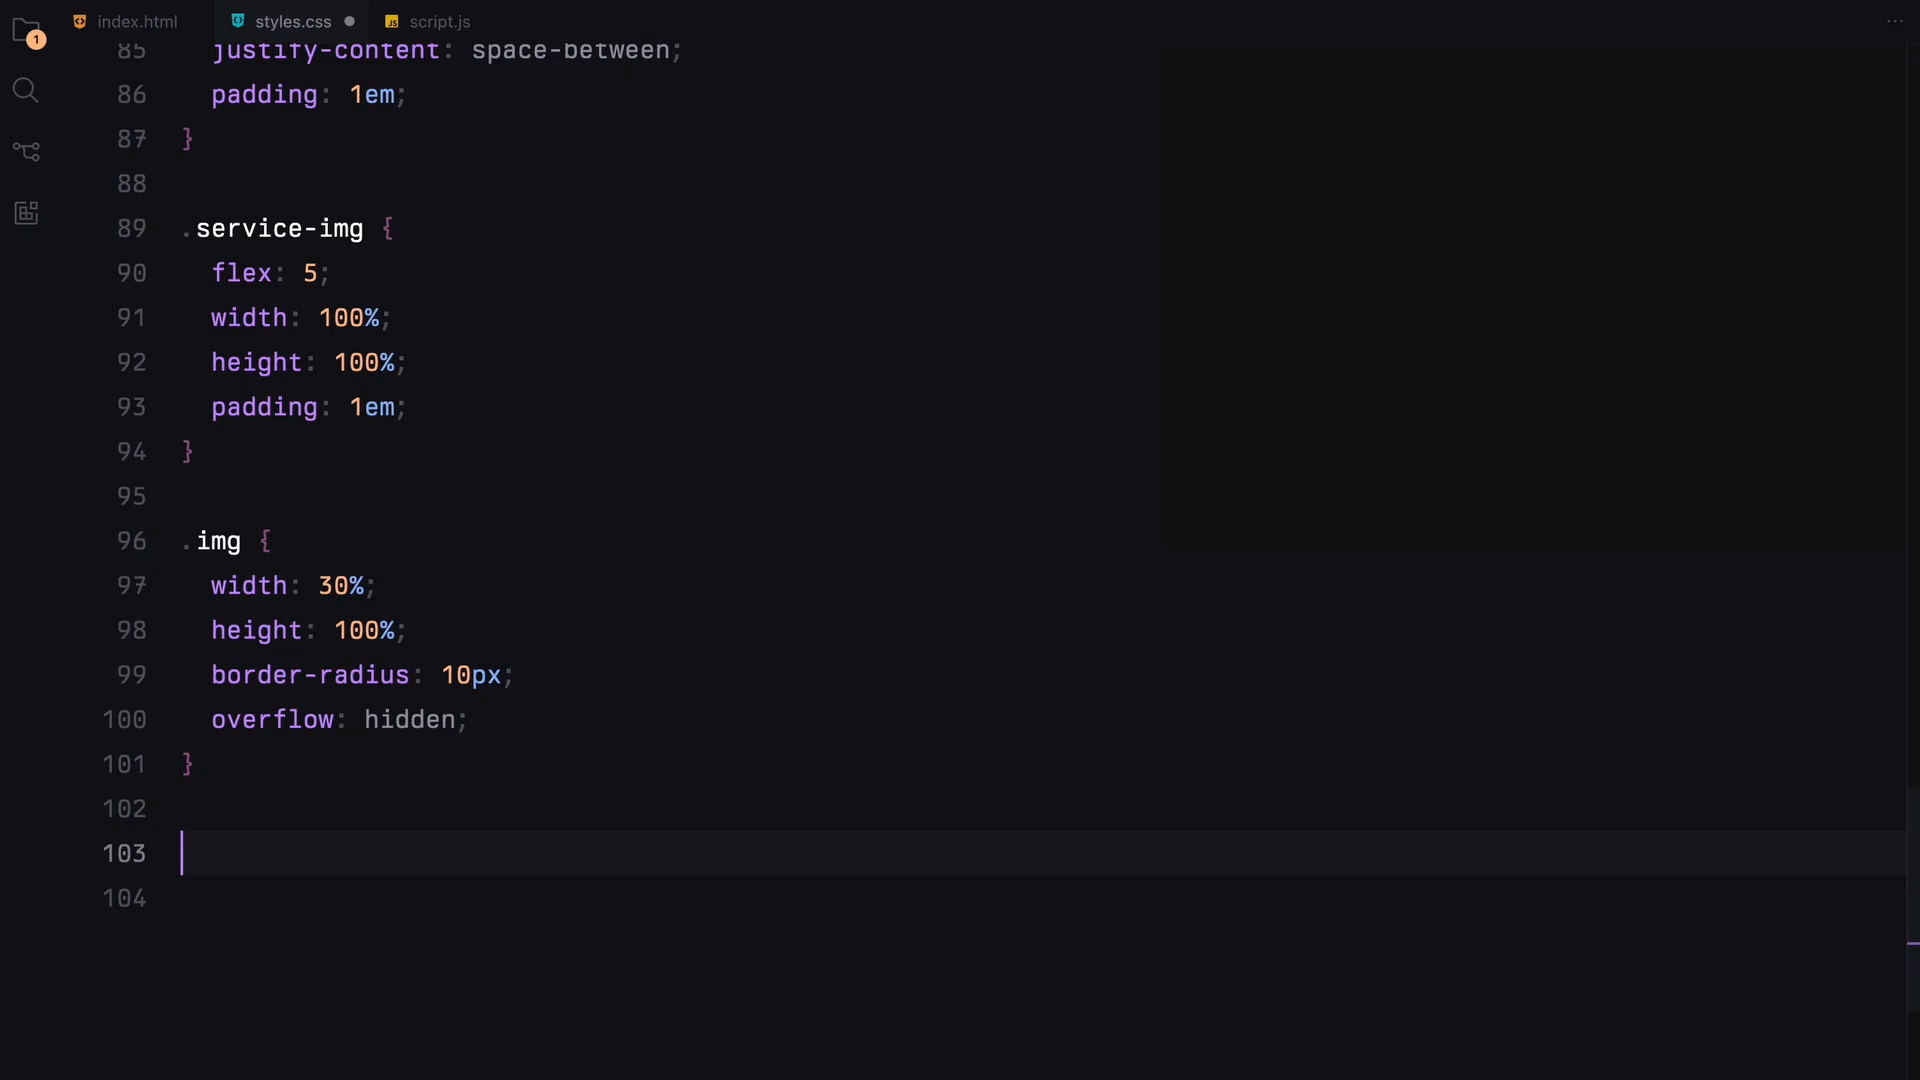 index.html
styles.css
script.js
1
85 justify-content: space-between;
86 padding: 1em;
87 }
88
89 .service-img {
90 flex: 5;
91 width: 100%;
92 height: 100%;
93 padding: 1em;
94 }
95
96 .img {
97 width: 30%;
98 height: 100%;
99 border-radius: 10px;
100 overflow: hidden;
101 }
102
103
104